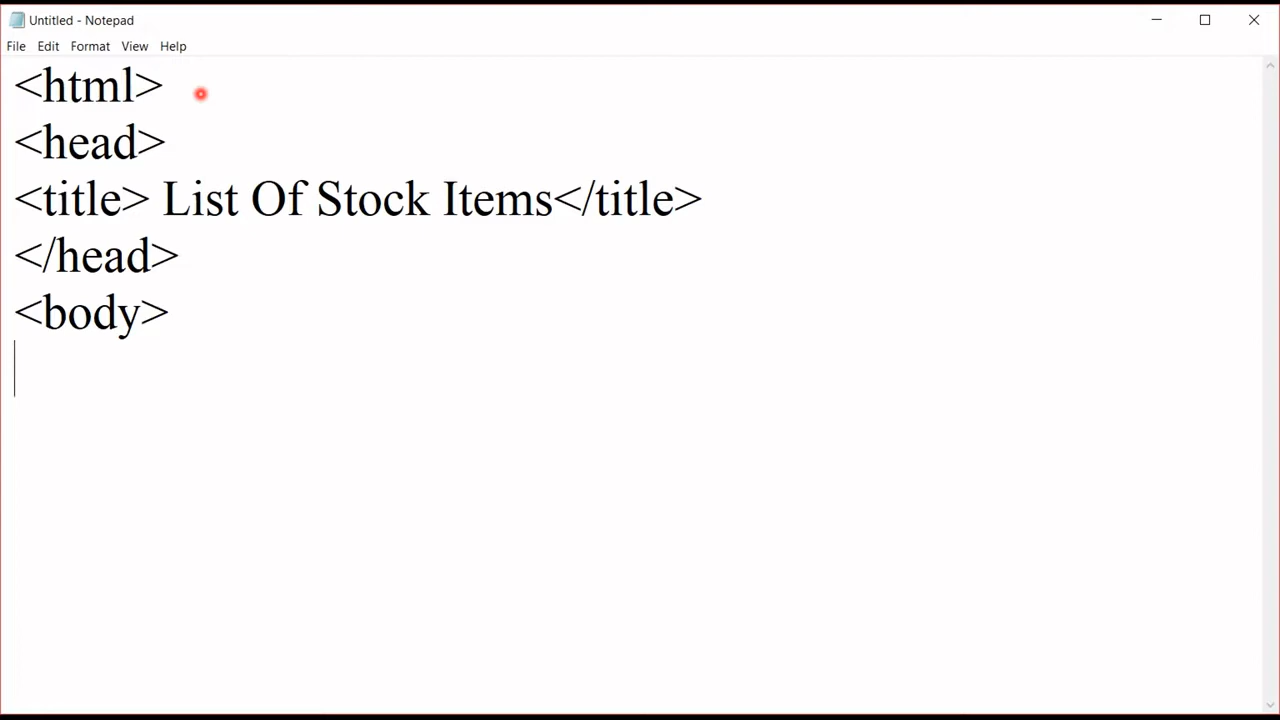 Untitled - Notepad
File Edit Format View Help
<html>
<head>
<title> List Of Stock Items</title>
</head>
<body>